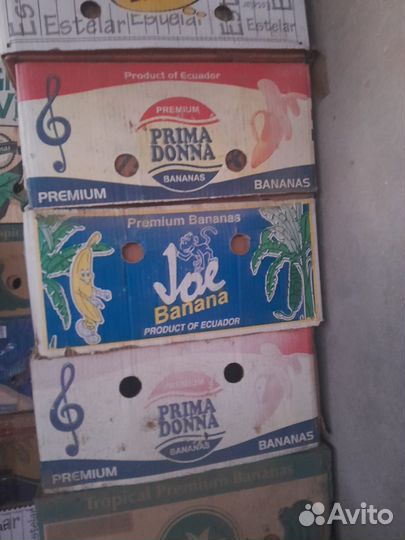 Estelar
Product of Ecuador
PREMIUM
PRIMA
DONNA
BANANAS
PREMIUM
BANANAS
Premium Bananas
Joe
Banana
PRODUCT OF ECUADOR
PREMIUM
PRIMA
DONNA
BANANAS
PREMIUM
BANANAS
Tropical Premium Bananas
Estelar
Avito